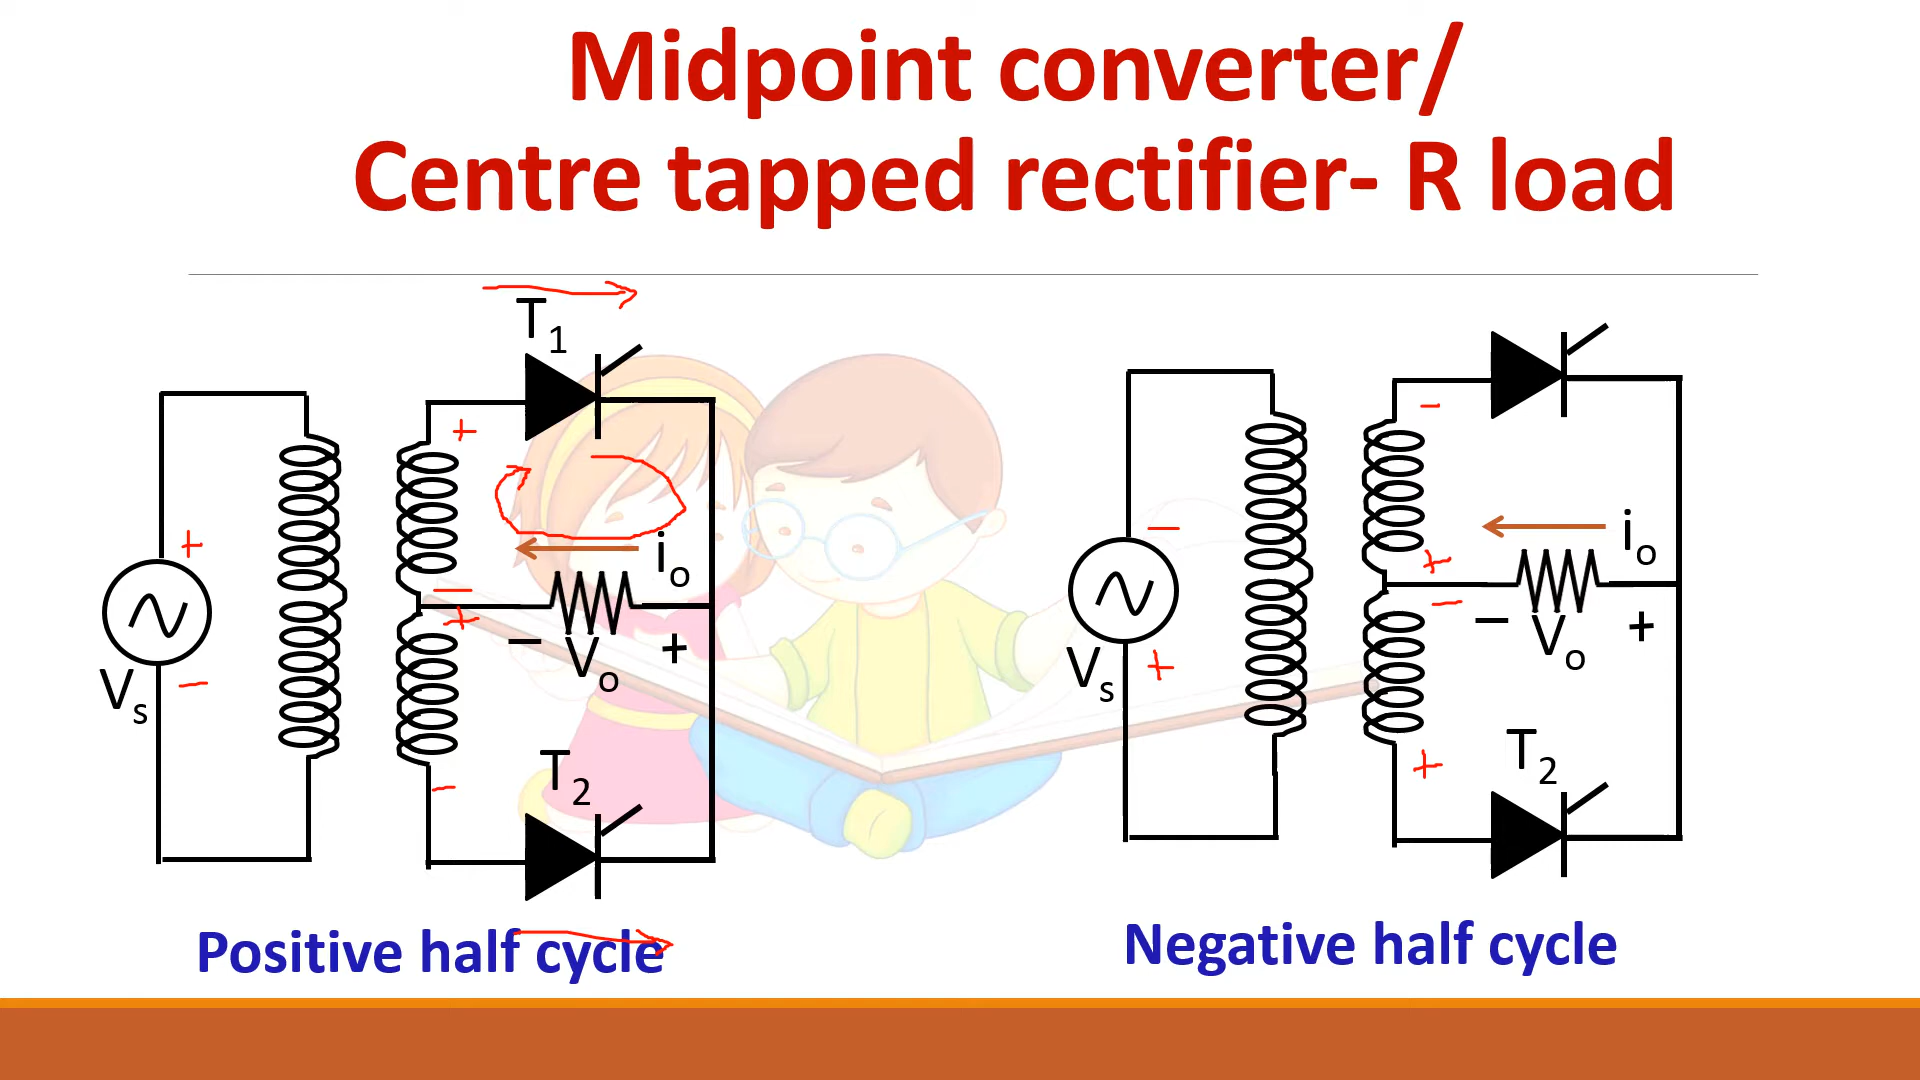 Midpoint converter/
Centre tapped rectifier- R load
T1
+
+
io
−
+
− Vo +
Vs
−
T2
−
Positive half cycle
−
io
−
+
−
− Vo +
Vs
+
T2
+
Negative half cycle